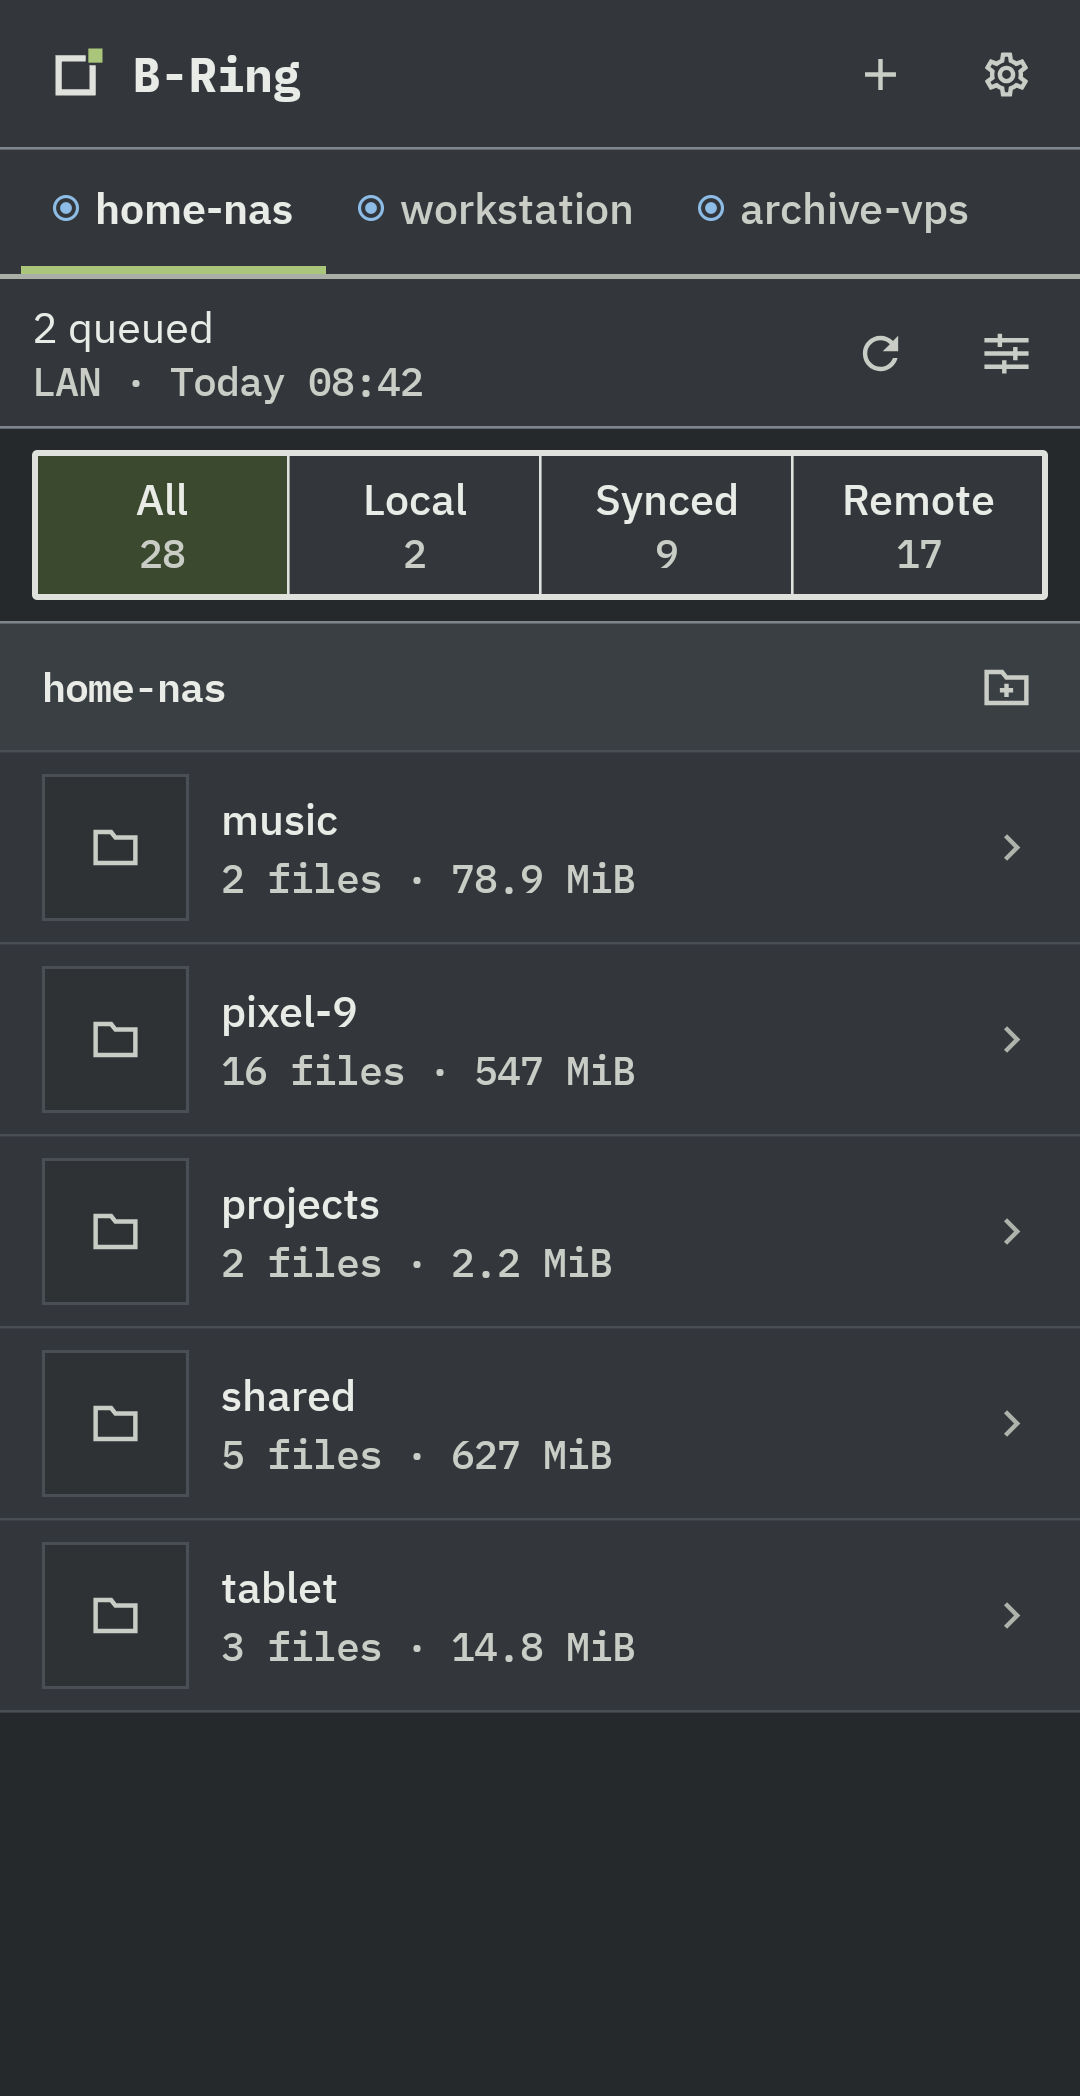 B-Ring
home-nas workstation archive-vps
2 queued
LAN · Today 08:42
All Local Synced Remote
28 2 9 17
home-nas
music
2 files · 78.9 MiB
pixel-9
16 files · 547 MiB
projects
2 files · 2.2 MiB
shared
5 files · 627 MiB
tablet
3 files · 14.8 MiB